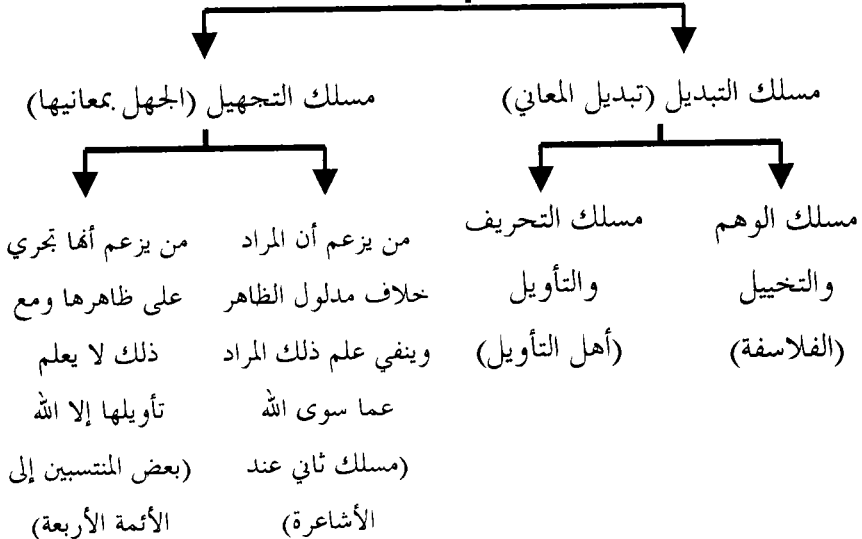 مسلك التبديل (تبديل المعاني)
مسلك التجهيل (الجهل بمعانيها)
مسلك الوهم
والتخييل
(الفلاسفة)
مسلك التحريف
والتأويل
(أهل التأويل)
من يزعم أن المراد
خلاف مدلول الظاهر
وينفي علم ذلك المراد
عما سوى الله
(مسلك ثاني عند
الأشاعرة)
من يزعم أنها تجري
على ظاهرها ومع
ذلك لا يعلم
تأويلها إلا الله
(بعض المنتسبين إلى
الأئمة الأربعة)